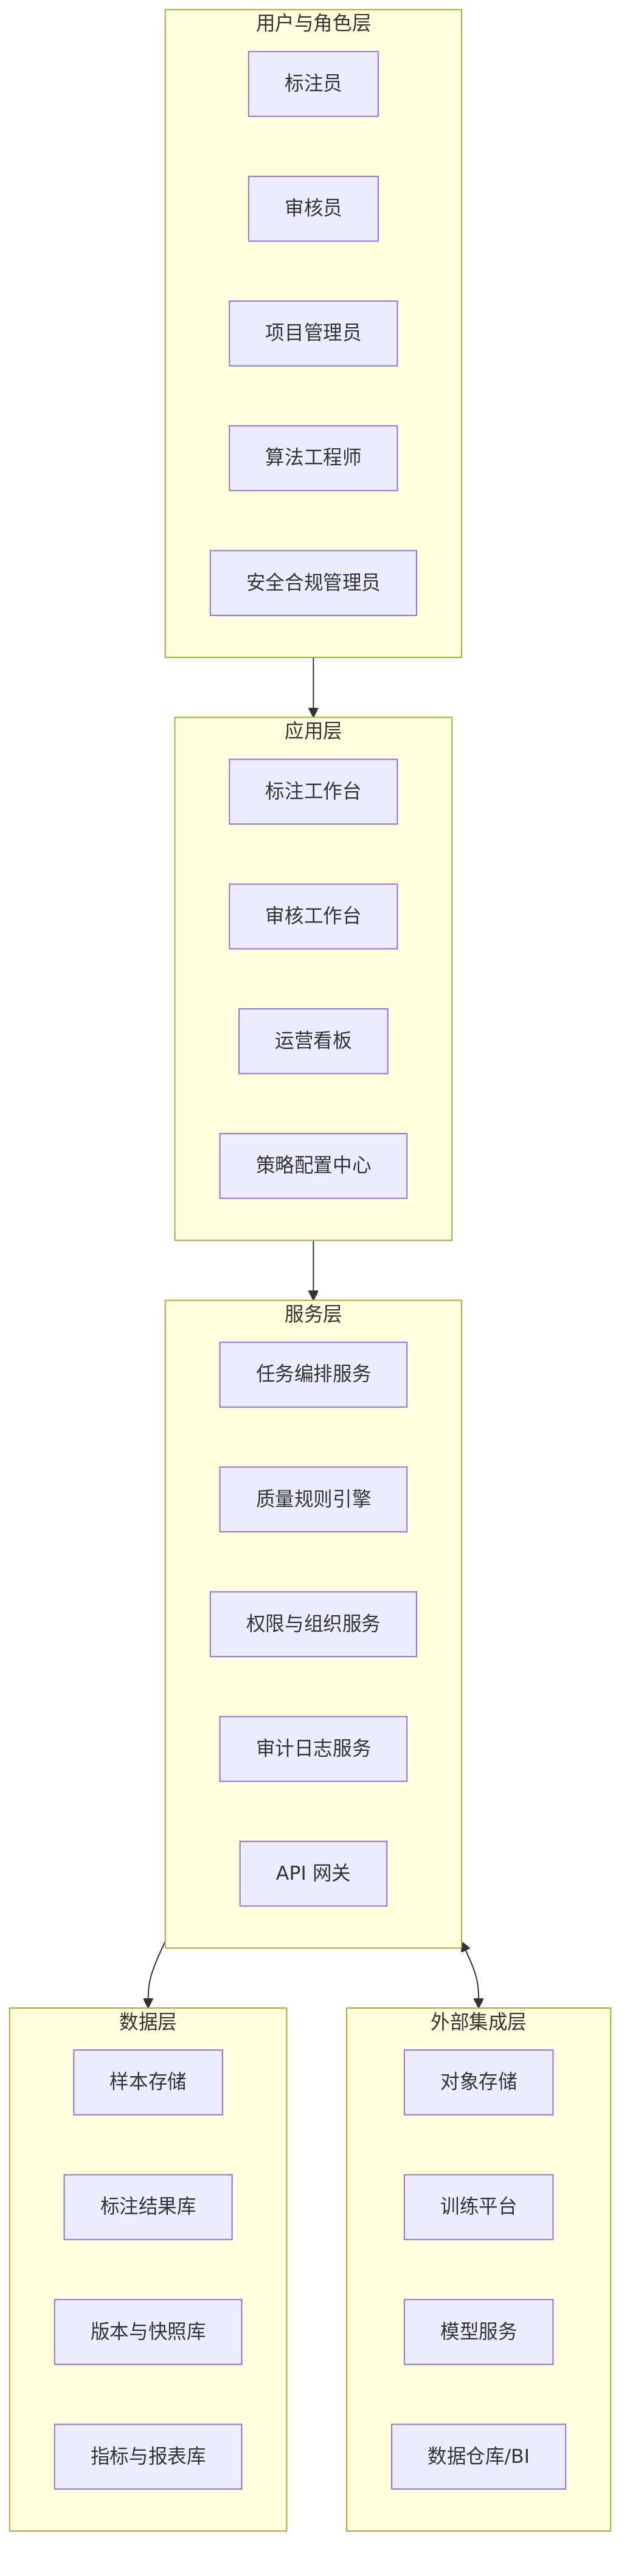 用户与角色层
标注员
审核员
项目管理员
算法工程师
安全合规管理员
应用层
标注工作台
审核工作台
运营看板
策略配置中心
服务层
任务编排服务
质量规则引擎
权限与组织服务
审计日志服务
API 网关
数据层
样本存储
标注结果库
版本与快照库
指标与报表库
外部集成层
对象存储
训练平台
模型服务
数据仓库/BI